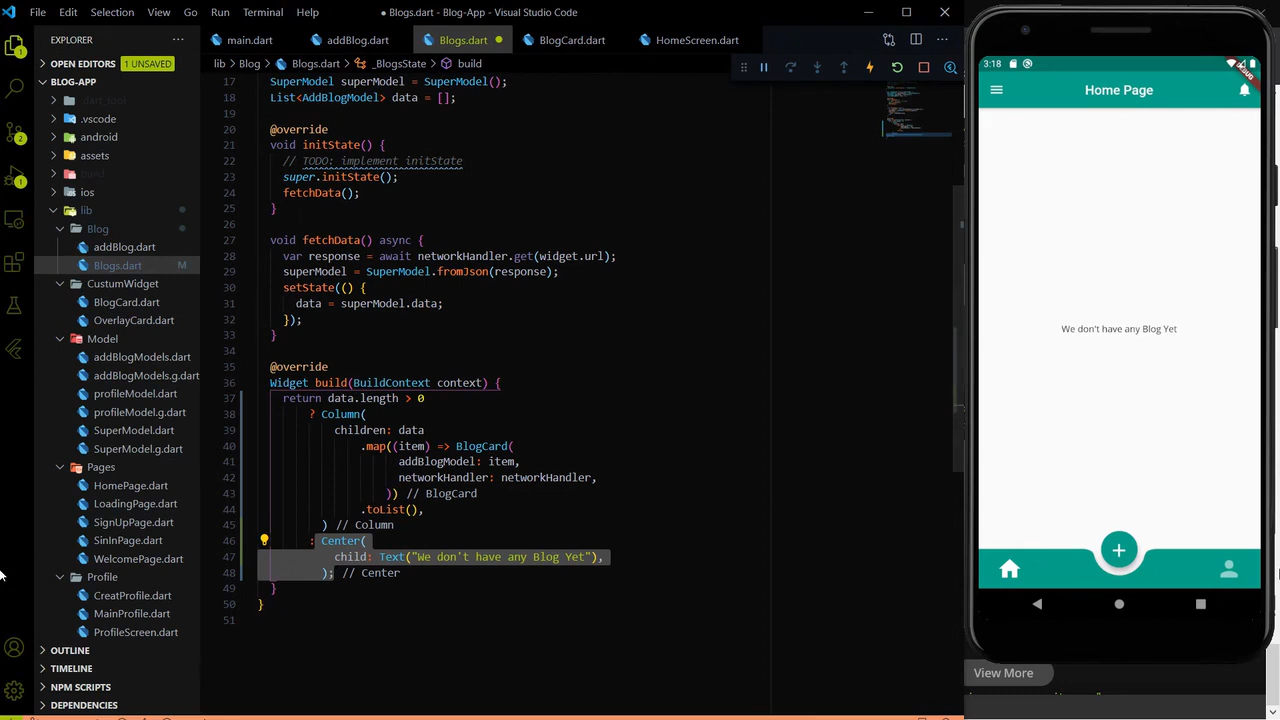 File Edit Selection View Go Run Terminal Help
● Blogs.dart - Blog-App - Visual Studio Code
EXPLORER
OPEN EDITORS 1 UNSAVED
BLOG-APP
.dart_tool
.vscode
android
assets
build
ios
lib
Blog
addBlog.dart
Blogs.dart M
CustumWidget
BlogCard.dart
OverlayCard.dart
Model
addBlogModels.dart
addBlogModels.g.dart
profileModel.dart
profileModel.g.dart
SuperModel.dart
SuperModel.g.dart
Pages
HomePage.dart
LoadingPage.dart
SignUpPage.dart
SinInPage.dart
WelcomePage.dart
Profile
CreatProfile.dart
MainProfile.dart
ProfileScreen.dart
OUTLINE
TIMELINE
NPM SCRIPTS
DEPENDENCIES
main.dart addBlog.dart Blogs.dart BlogCard.dart HomeScreen.dart
lib > Blog > Blogs.dart > _BlogsState > build
17 SuperModel superModel = SuperModel();
18 List<AddBlogModel> data = [];
19
20 @override
21 void initState() {
22 // TODO: implement initState
23 super.initState();
24 fetchData();
25 }
26
27 void fetchData() async {
28 var response = await networkHandler.get(widget.url);
29 superModel = SuperModel.fromJson(response);
30 setState(() {
31 data = superModel.data;
32 });
33 }
34
35 @override
36 Widget build(BuildContext context) {
37 return data.length > 0
38 ? Column(
39 children: data
40 .map((item) => BlogCard(
41 addBlogModel: item,
42 networkHandler: networkHandler,
43 )) // BlogCard
44 .toList(),
45 ) // Column
46 : Center(
47 child: Text("We don't have any Blog Yet"),
48 ); // Center
49 }
50 }
51
3:18
DEBUG
Home Page
We don't have any Blog Yet
View More